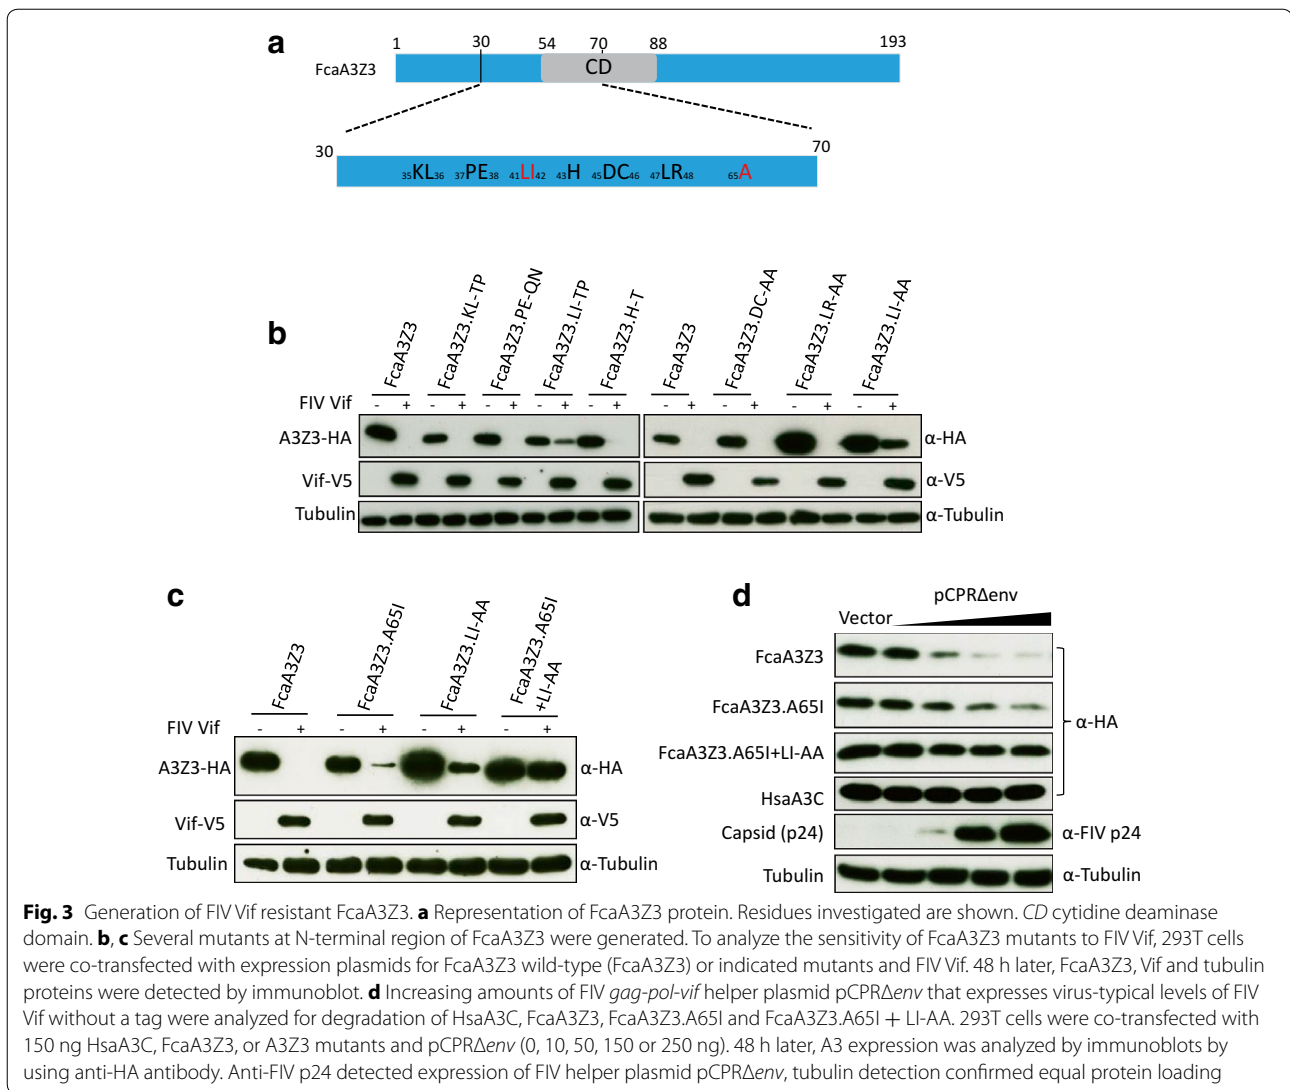 a
1 30 54 70 88 193
FcaA3Z3 CD
30 70
35KL36 37PE38 41LI42 43H 45DC46 47LR48 65A
b
FcaA3Z3 FcaA3Z3.KL-TP FcaA3Z3.PE-QN FcaA3Z3.LI-TP FcaA3Z3.H-T FcaA3Z3 FcaA3Z3.DC-AA FcaA3Z3.LR-AA FcaA3Z3.LI-AA
FIV Vif - + - + - + - + - + - + - + - + - +
A3Z3-HA α-HA
Vif-V5 α-V5
Tubulin α-Tubulin
c
FcaA3Z3 FcaA3Z3.A65I FcaA3Z3.LI-AA FcaA3Z3.A65I +LI-AA
FIV Vif - + - + - + - +
A3Z3-HA α-HA
Vif-V5 α-V5
Tubulin α-Tubulin
d
pCPRΔenv
Vector
FcaA3Z3
FcaA3Z3.A65I
α-HA
FcaA3Z3.A65I+LI-AA
HsaA3C
Capsid (p24) α-FIV p24
Tubulin α-Tubulin
Fig. 3 Generation of FIV Vif resistant FcaA3Z3. a Representation of FcaA3Z3 protein. Residues investigated are shown. CD cytidine deaminase
domain. b, c Several mutants at N-terminal region of FcaA3Z3 were generated. To analyze the sensitivity of FcaA3Z3 mutants to FIV Vif, 293T cells
were co-transfected with expression plasmids for FcaA3Z3 wild-type (FcaA3Z3) or indicated mutants and FIV Vif. 48 h later, FcaA3Z3, Vif and tubulin
proteins were detected by immunoblot. d Increasing amounts of FIV gag-pol-vif helper plasmid pCPRΔenv that expresses virus-typical levels of FIV
Vif without a tag were analyzed for degradation of HsaA3C, FcaA3Z3, FcaA3Z3.A65I and FcaA3Z3.A65I + LI-AA. 293T cells were co-transfected with
150 ng HsaA3C, FcaA3Z3, or A3Z3 mutants and pCPRΔenv (0, 10, 50, 150 or 250 ng). 48 h later, A3 expression was analyzed by immunoblots by
using anti-HA antibody. Anti-FIV p24 detected expression of FIV helper plasmid pCPRΔenv, tubulin detection confirmed equal protein loading